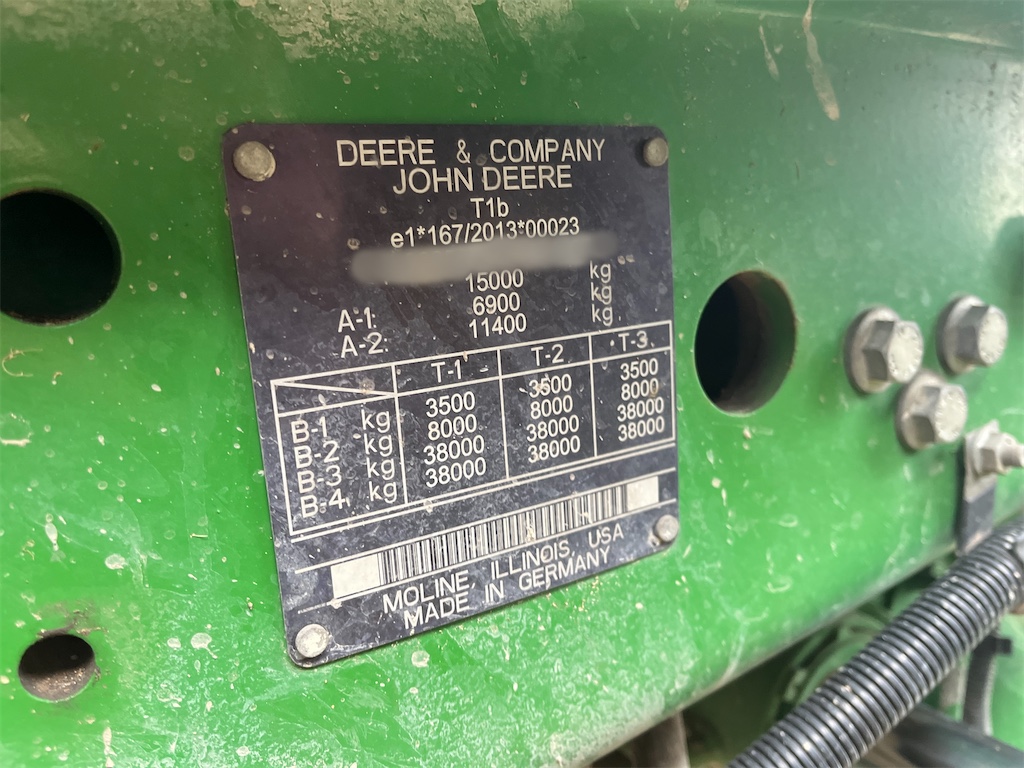 DEERE & COMPANY
JOHN DEERE
T1b
e1*167/2013*00023
15000 kg
A-1: 6900 kg
A-2: 11400 kg
T-1 T-2 T-3
B-1 kg 3500 3500 3500
B-2 kg 8000 8000 8000
B-3 kg 38000 38000 38000
B-4 kg 38000 38000 38000
MOLINE, ILLINOIS, USA
MADE IN GERMANY